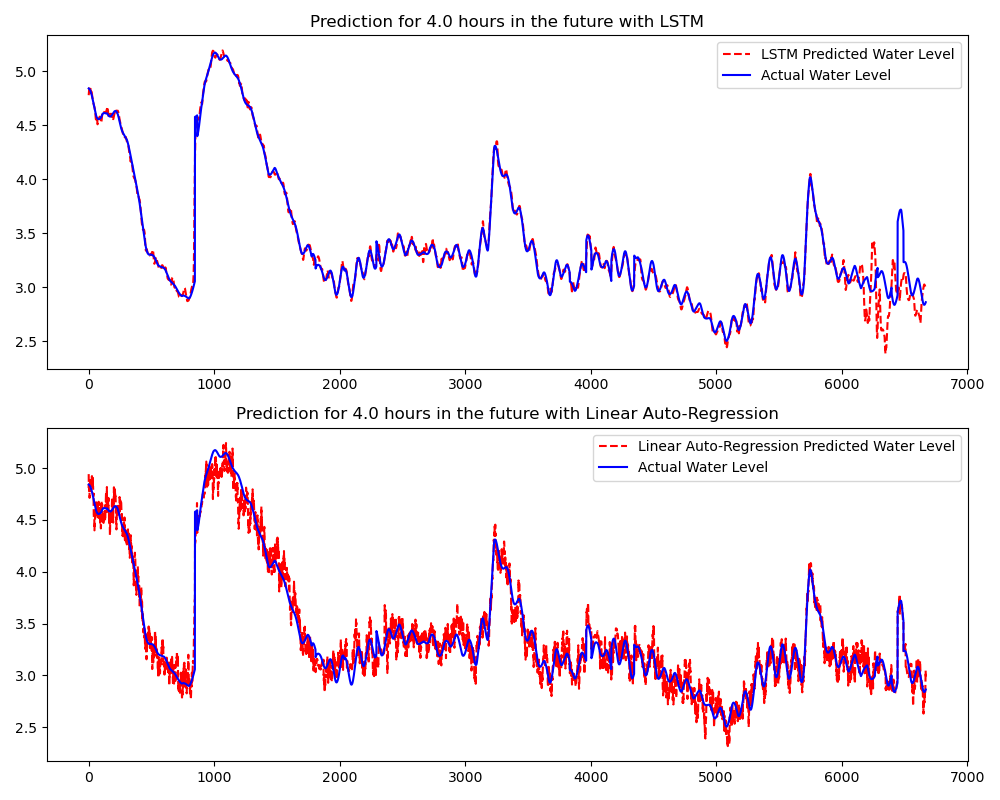 Prediction for 4.0 hours in the future with LSTM
LSTM Predicted Water Level
Actual Water Level
5.0
4.5
4.0
3.5
3.0
2.5
0 1000 2000 3000 4000 5000 6000 7000
Prediction for 4.0 hours in the future with Linear Auto-Regression
Linear Auto-Regression Predicted Water Level
Actual Water Level
5.0
4.5
4.0
3.5
3.0
2.5
0 1000 2000 3000 4000 5000 6000 7000